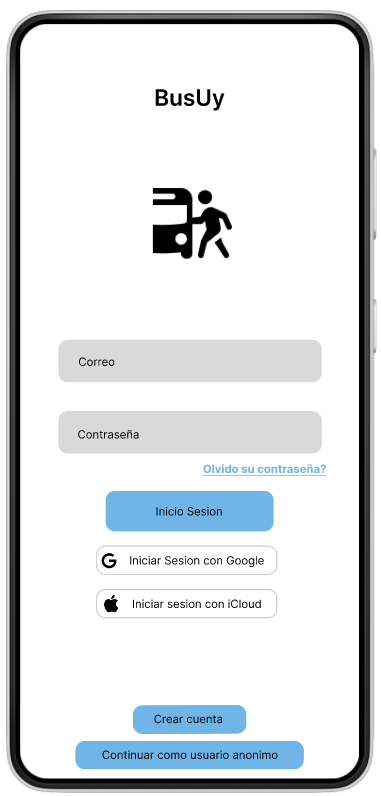 BusUy
Correo
Contraseña
Olvido su contraseña?
Inicio Sesion
Iniciar Sesion con Google
Iniciar sesion con iCloud
Crear cuenta
Continuar como usuario anonimo